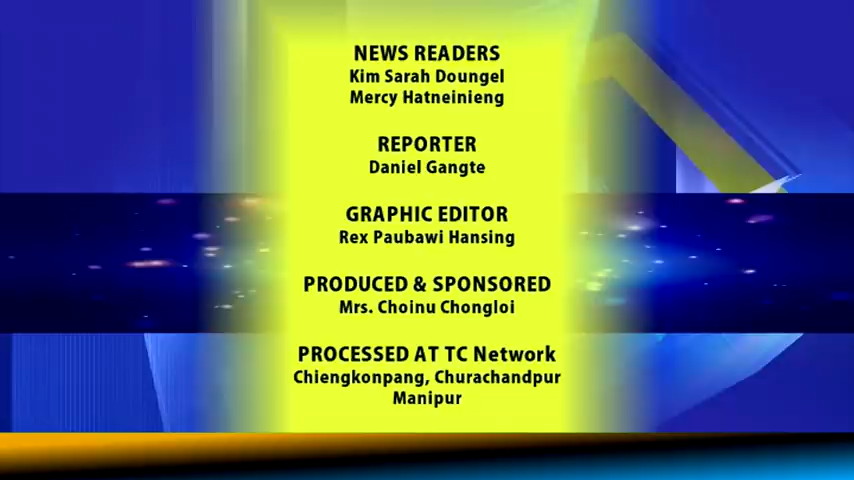 NEWS READERS
Kim Sarah Doungel
Mercy Hatneinieng
REPORTER
Daniel Gangte
GRAPHIC EDITOR
Rex Paubawi Hansing
PRODUCED & SPONSORED
Mrs. Choinu Chongloi
PROCESSED AT TC Network
Chiengkonpang, Churachandpur
Manipur